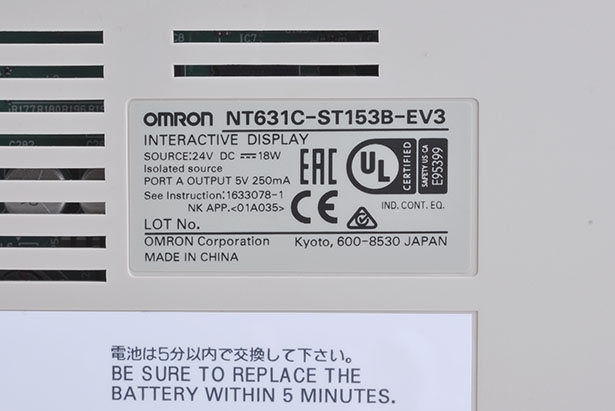 OMRON NT631C-ST153B-EV3
INTERACTIVE DISPLAY
SOURCE:24V DC ⎓18W
Isolated source
PORT A OUTPUT 5V 250mA
See Instruction:1633078-1
NK APP.<01A035>
EAC
CE
UL
CERTIFIED
SAFETY US CA
E95399
IND. CONT. EQ.
LOT No.
OMRON Corporation Kyoto, 600-8530 JAPAN
MADE IN CHINA
電池は5分以内で交換して下さい。
BE SURE TO REPLACE THE
BATTERY WITHIN 5 MINUTES.